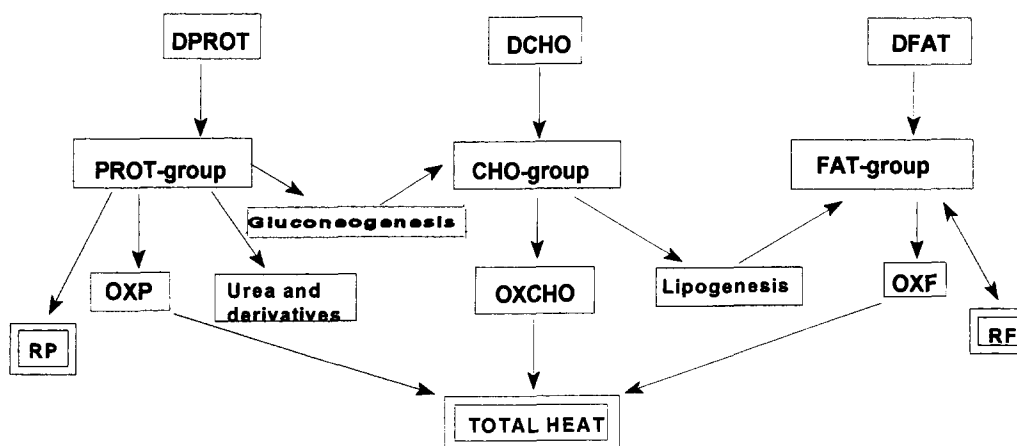 DPROT
DCHO
DFAT
PROT-group
CHO-group
FAT-group
Gluconeogenesis
OXP
Urea and
derivatives
OXCHO
Lipogenesis
OXF
RP
RF
TOTAL HEAT